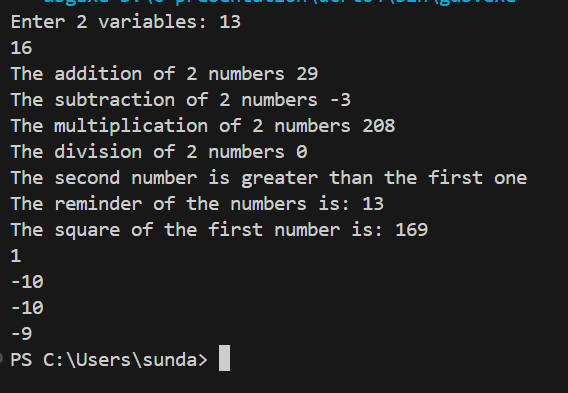 Enter 2 variables: 13
16
The addition of 2 numbers 29
The subtraction of 2 numbers -3
The multiplication of 2 numbers 208
The division of 2 numbers 0
The second number is greater than the first one
The reminder of the numbers is: 13
The square of the first number is: 169
1
-10
-10
-9
PS C:\Users\sunda>